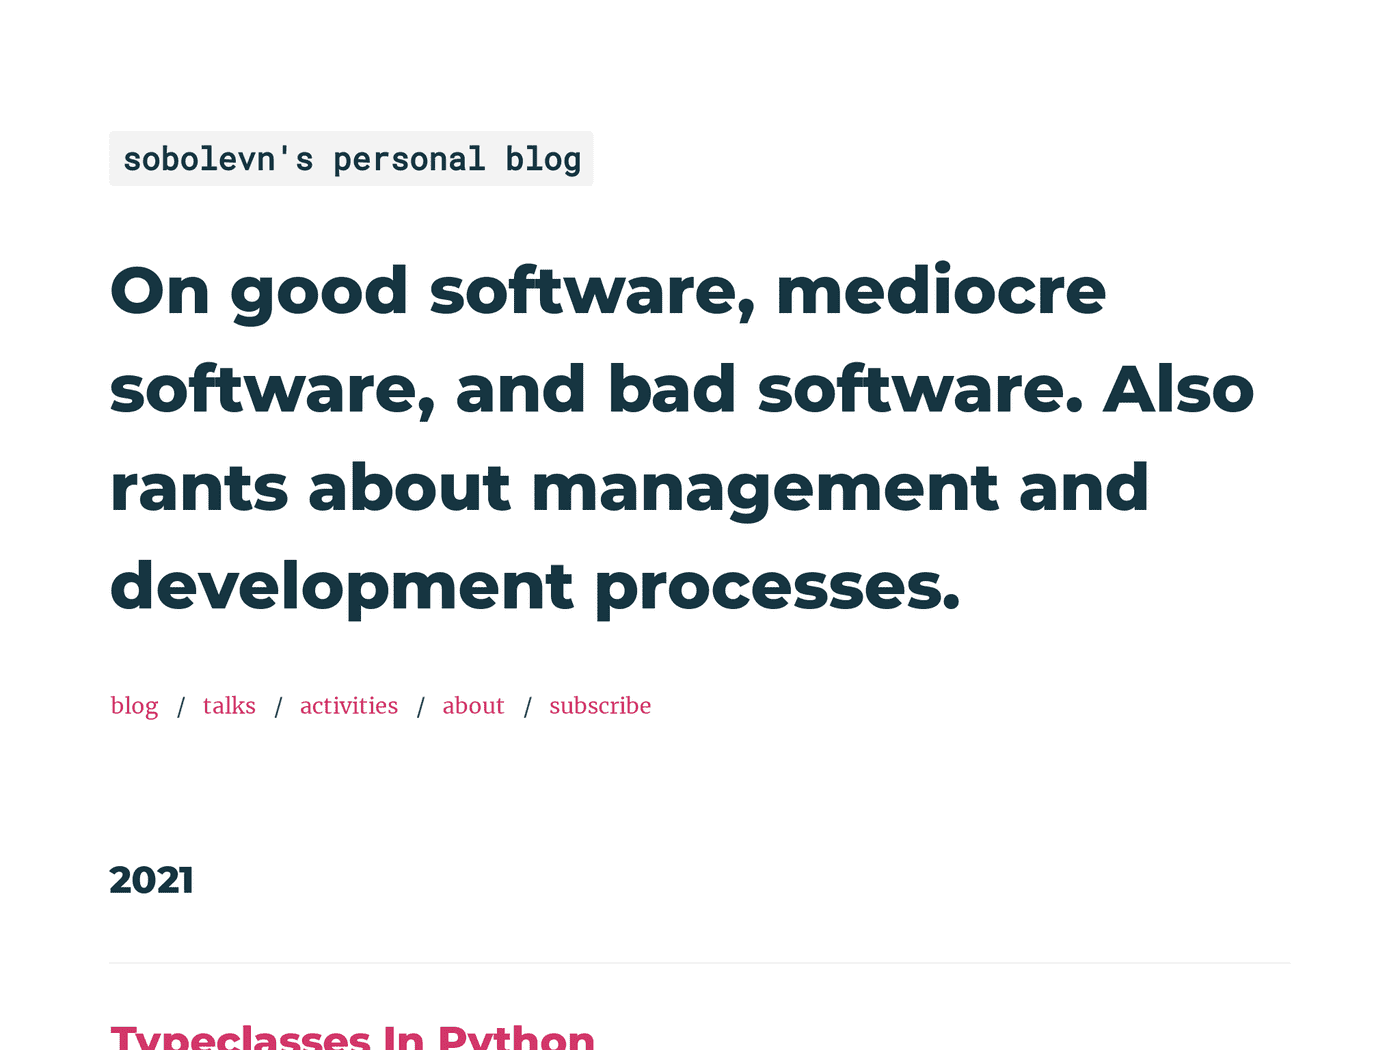 sobolevn's personal blog
On good software, mediocre
software, and bad software. Also
rants about management and
development processes.
blog / talks / activities / about / subscribe
2021
Typeclasses In Python